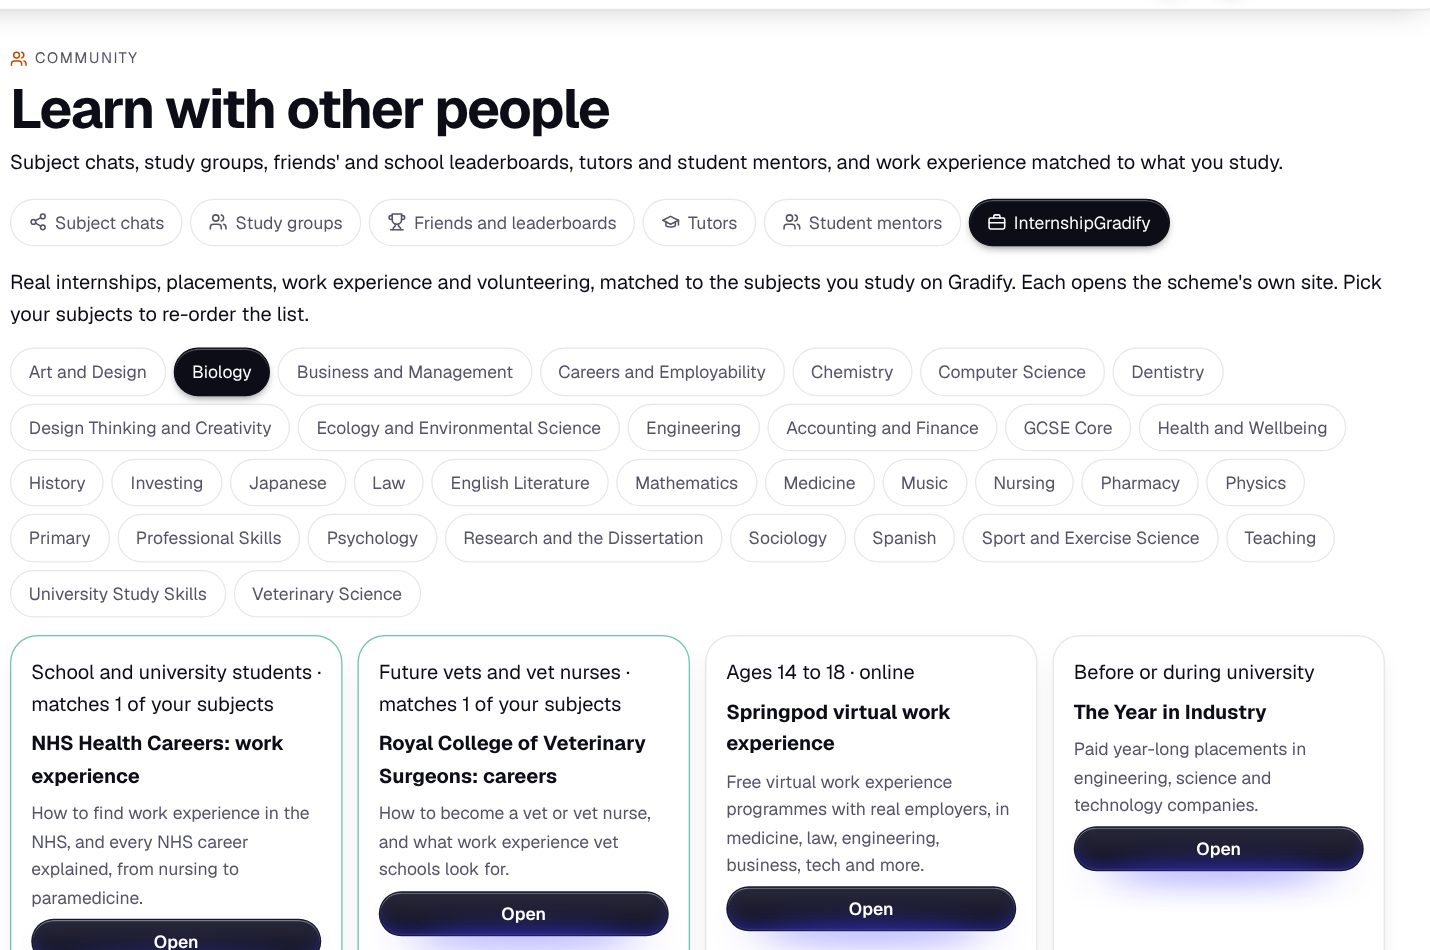 COMMUNITY
Learn with other people
Subject chats, study groups, friends' and school leaderboards, tutors and student mentors, and work experience matched to what you study.
Subject chats
Study groups
Friends and leaderboards
Tutors
Student mentors
InternshipGradify
Real internships, placements, work experience and volunteering, matched to the subjects you study on Gradify. Each opens the scheme's own site. Pick
your subjects to re-order the list.
Art and Design
Biology
Business and Management
Careers and Employability
Chemistry
Computer Science
Dentistry
Design Thinking and Creativity
Ecology and Environmental Science
Engineering
Accounting and Finance
GCSE Core
Health and Wellbeing
History
Investing
Japanese
Law
English Literature
Mathematics
Medicine
Music
Nursing
Pharmacy
Physics
Primary
Professional Skills
Psychology
Research and the Dissertation
Sociology
Spanish
Sport and Exercise Science
Teaching
University Study Skills
Veterinary Science
School and university students ·
matches 1 of your subjects
NHS Health Careers: work
experience
How to find work experience in the
NHS, and every NHS career
explained, from nursing to
paramedicine.
Open
Future vets and vet nurses ·
matches 1 of your subjects
Royal College of Veterinary
Surgeons: careers
How to become a vet or vet nurse,
and what work experience vet
schools look for.
Open
Ages 14 to 18 · online
Springpod virtual work
experience
Free virtual work experience
programmes with real employers, in
medicine, law, engineering,
business, tech and more.
Open
Before or during university
The Year in Industry
Paid year-long placements in
engineering, science and
technology companies.
Open